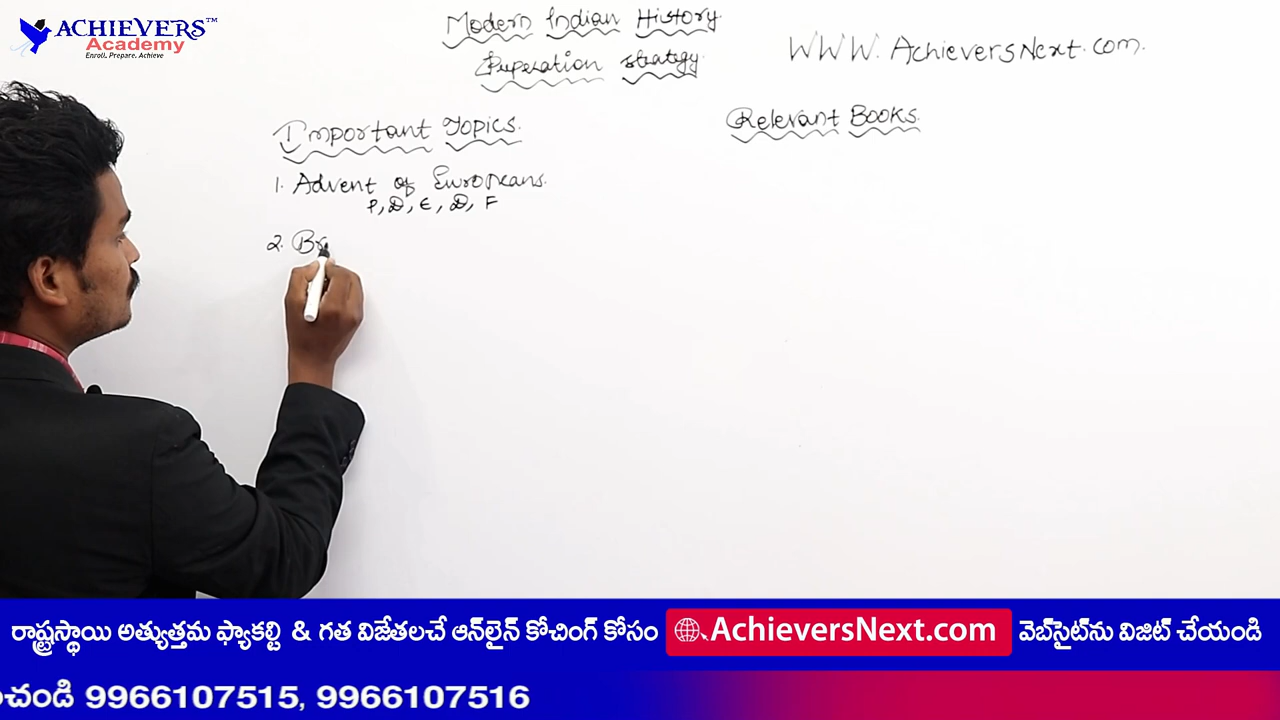 ACHIEVERS™
Academy
Enroll. Prepare. Achieve
Modern Indian History
Preperation strategy.
WWW.AchieversNext.com.
Important Topics.
Relevant Books.
1. Advent of Europeans.
P, D, E, D, F
2. Br
రాష్ట్రస్థాయి అత్యుత్తమ ఫ్యాకల్టి & గత విజేతలచే ఆన్‌లైన్ కోచింగ్ కోసం AchieversNext.com వెబ్‌సైట్‌ను విజిట్ చేయండి
ంచండి 9966107515, 9966107516